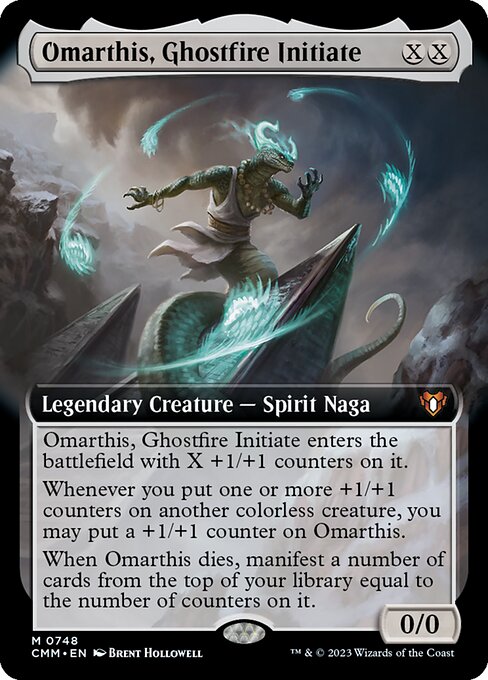 Omarthis, Ghostfire Initiate XX
Legendary Creature — Spirit Naga
Omarthis, Ghostfire Initiate enters the
battlefield with X +1/+1 counters on it.
Whenever you put one or more +1/+1
counters on another colorless creature, you
may put a +1/+1 counter on Omarthis.
When Omarthis dies, manifest a number of
cards from the top of your library equal to
the number of counters on it.
0/0
M 0748
CMM • EN Brent Hollowell
™ & © 2023 Wizards of the Coast